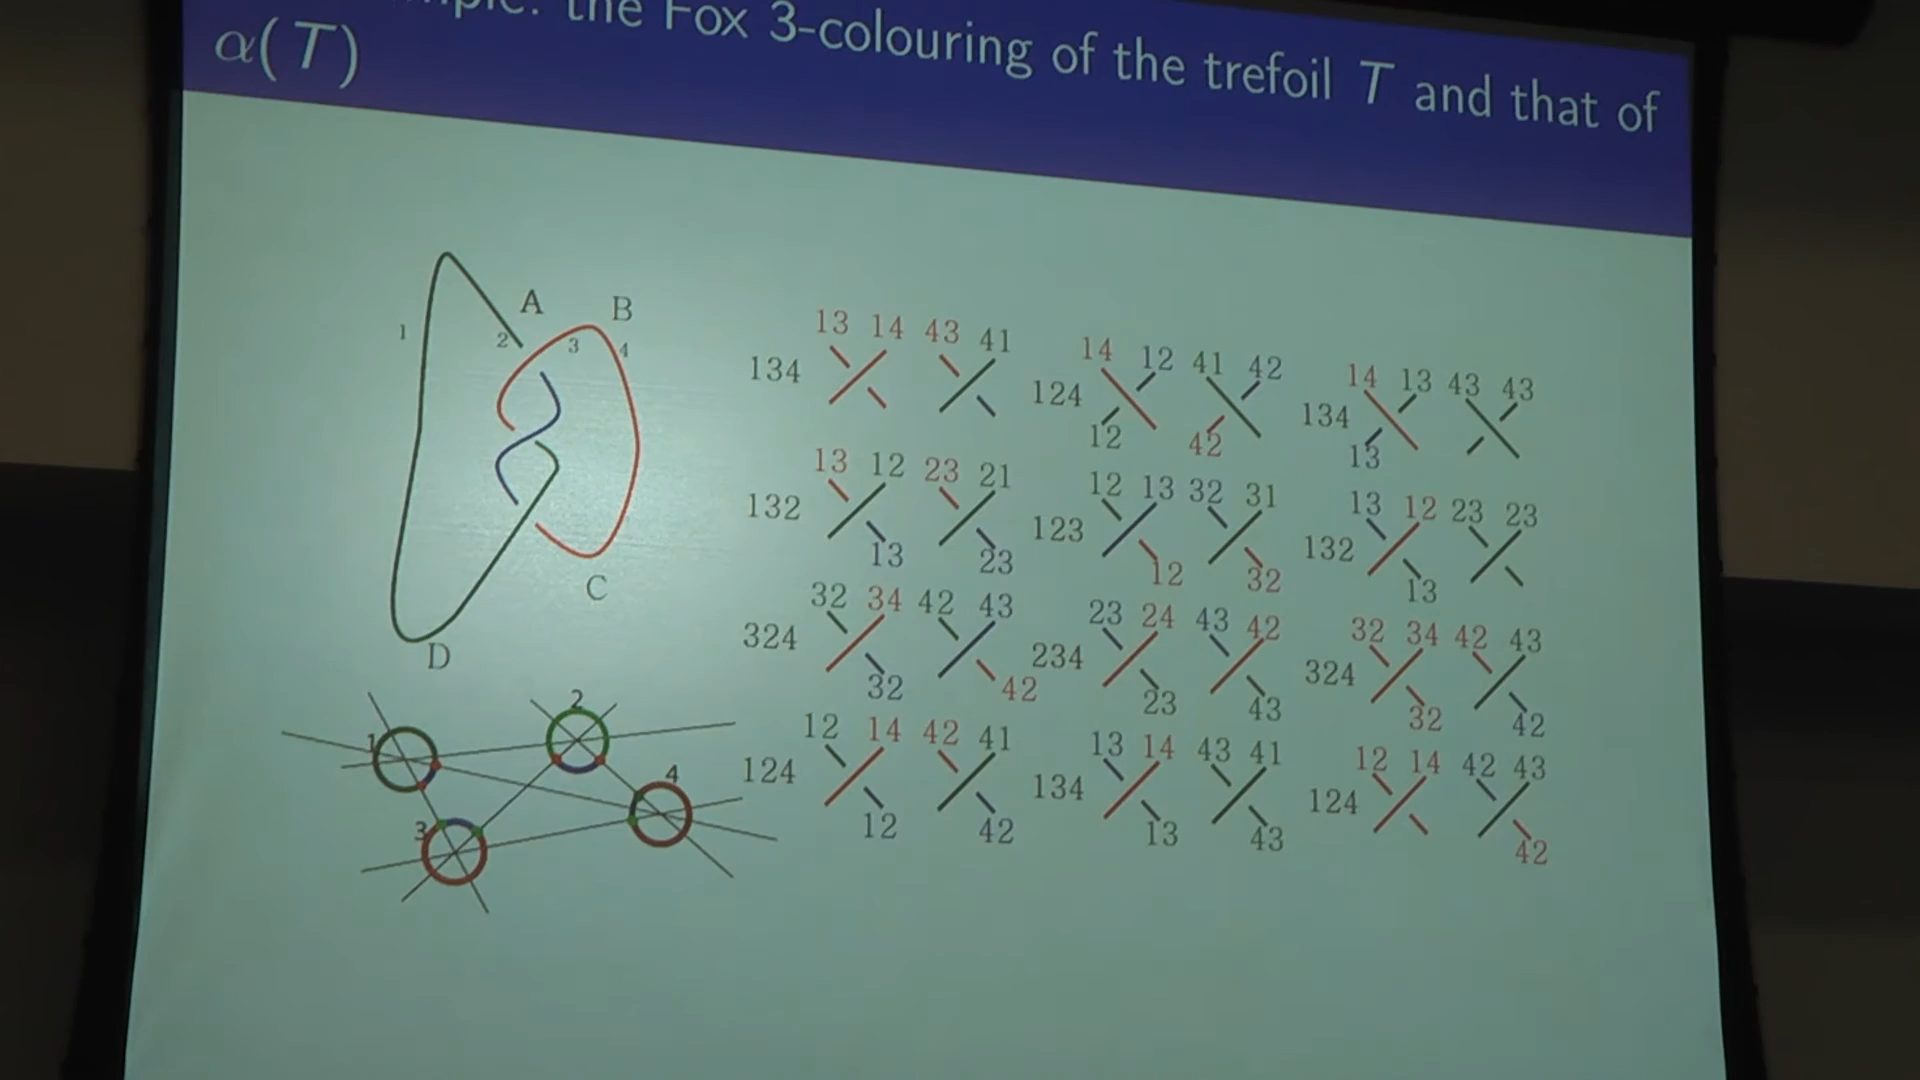 the Fox 3-colouring of the trefoil T and that of
α(T)
A B
1 2 3 4
C
D
1 2 3 4
13 14 43 41
134
14 12 41 42
124
12 42
14 13 43 43
134
13
13 12 23 21
132
13 23
12 13 32 31
123
12 32
13 12 23 23
132
13
32 34 42 43
324
32 42
23 24 43 42
234
23 43
32 34 42 43
324
32 42
12 14 42 41
124
12 42
13 14 43 41
134
13 43
12 14 42 43
124
42